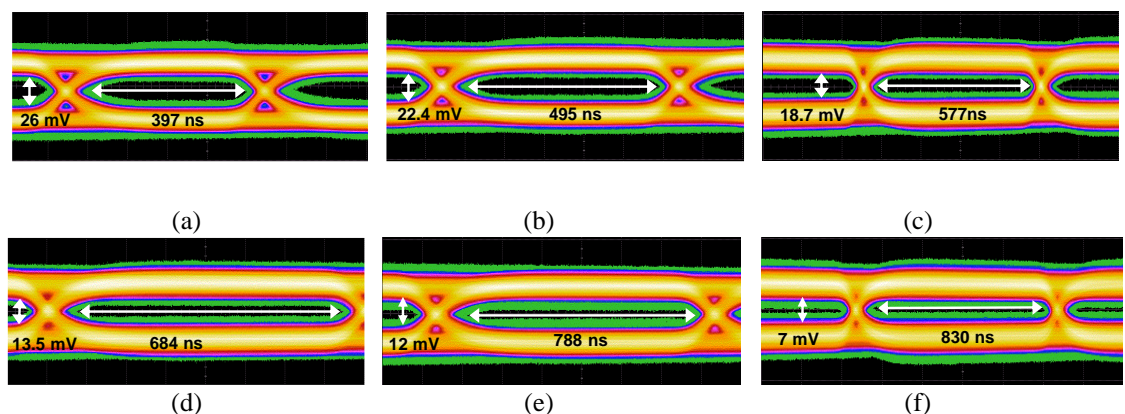 26 mV 397 ns
22.4 mV 495 ns
18.7 mV 577ns
(a) (b) (c)
13.5 mV 684 ns
12 mV 788 ns
7 mV 830 ns
(d) (e) (f)